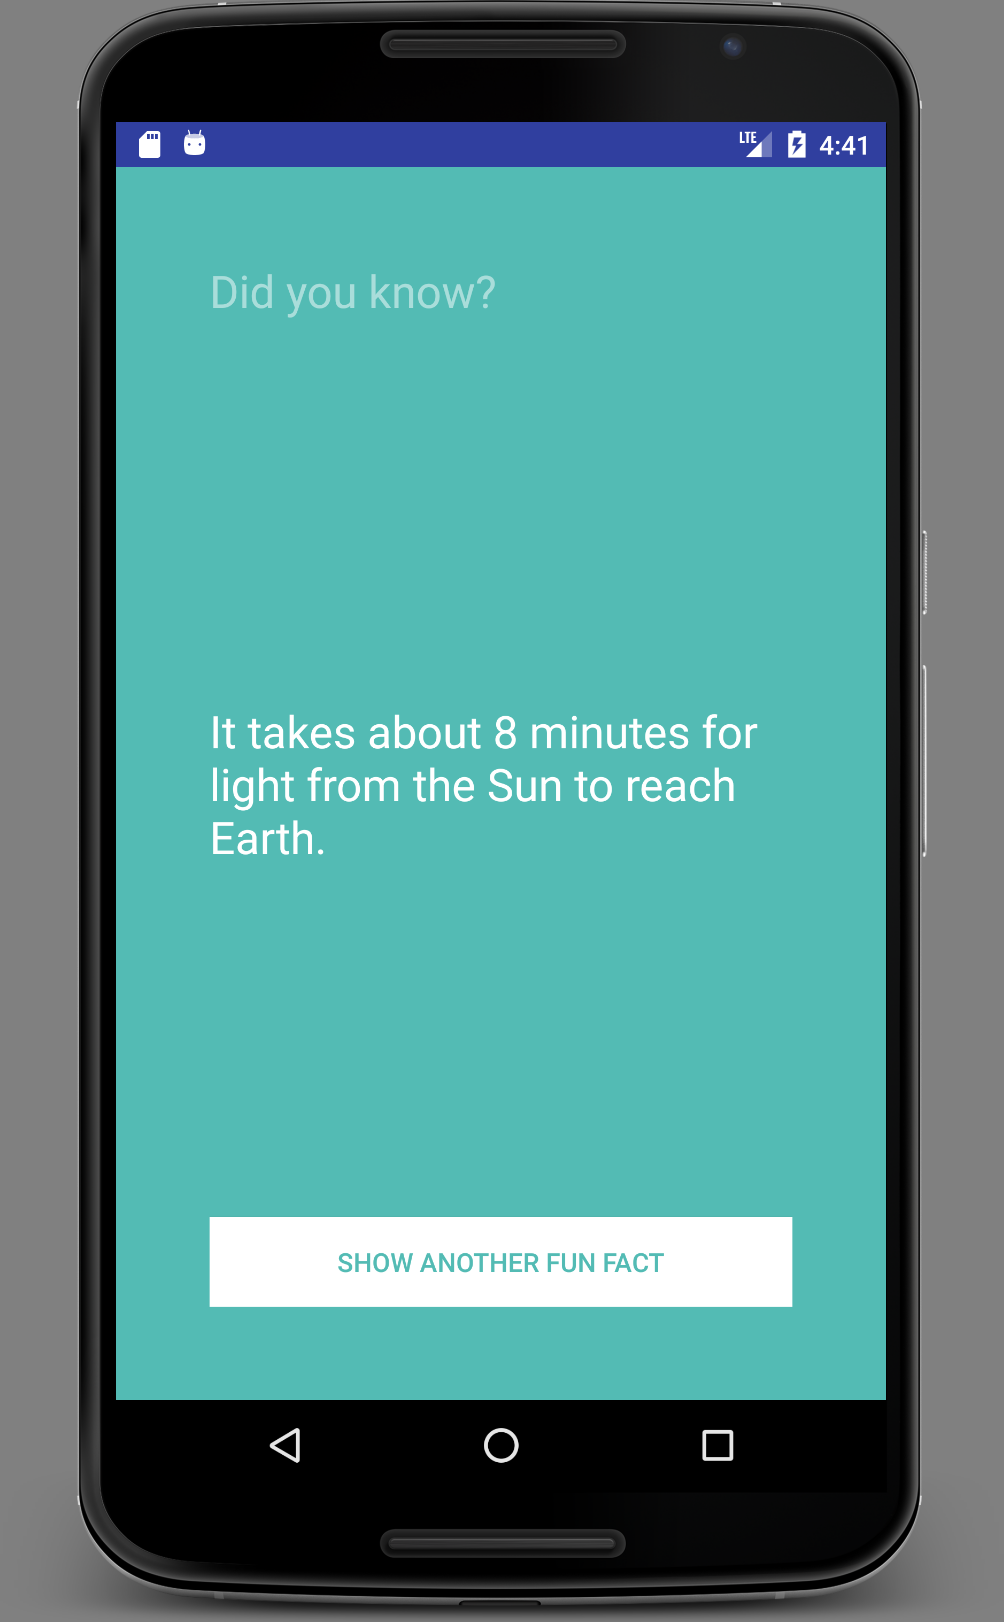 LTE 4:41
Did you know?
It takes about 8 minutes for
light from the Sun to reach
Earth.
SHOW ANOTHER FUN FACT